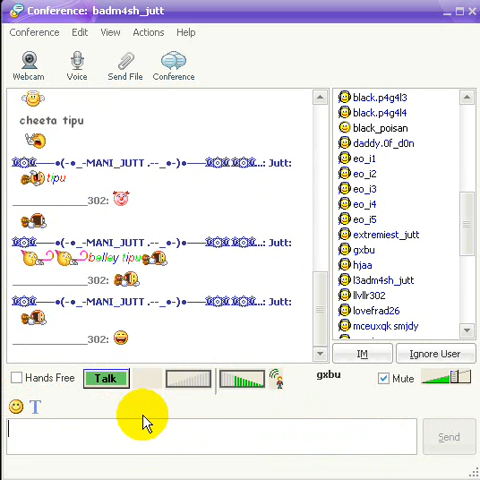 Conference: badm4sh_jutt
Conference Edit View Actions Help
Webcam Voice Send File Conference
cheeta tipu
•(-•_-MANI_JUTT .--_•-)• ...: Jutt:
tipu
302:
•(-•_-MANI_JUTT .--_•-)• ...: Jutt:
balley tipu
302:
•(-•_-MANI_JUTT .--_•-)• ...: Jutt:
302:
black.p4g4l3
black.p4g4l4
black_poisan
daddy.0f_d0n
eo_i1
eo_i2
eo_i3
eo_i4
eo_i5
extremiest_jutt
gxbu
hjaa
l3adm4sh_jutt
llvllr302
lovefrad26
mceuxqk smjdy
IM Ignore User
Hands Free Talk gxbu Mute
T
Send